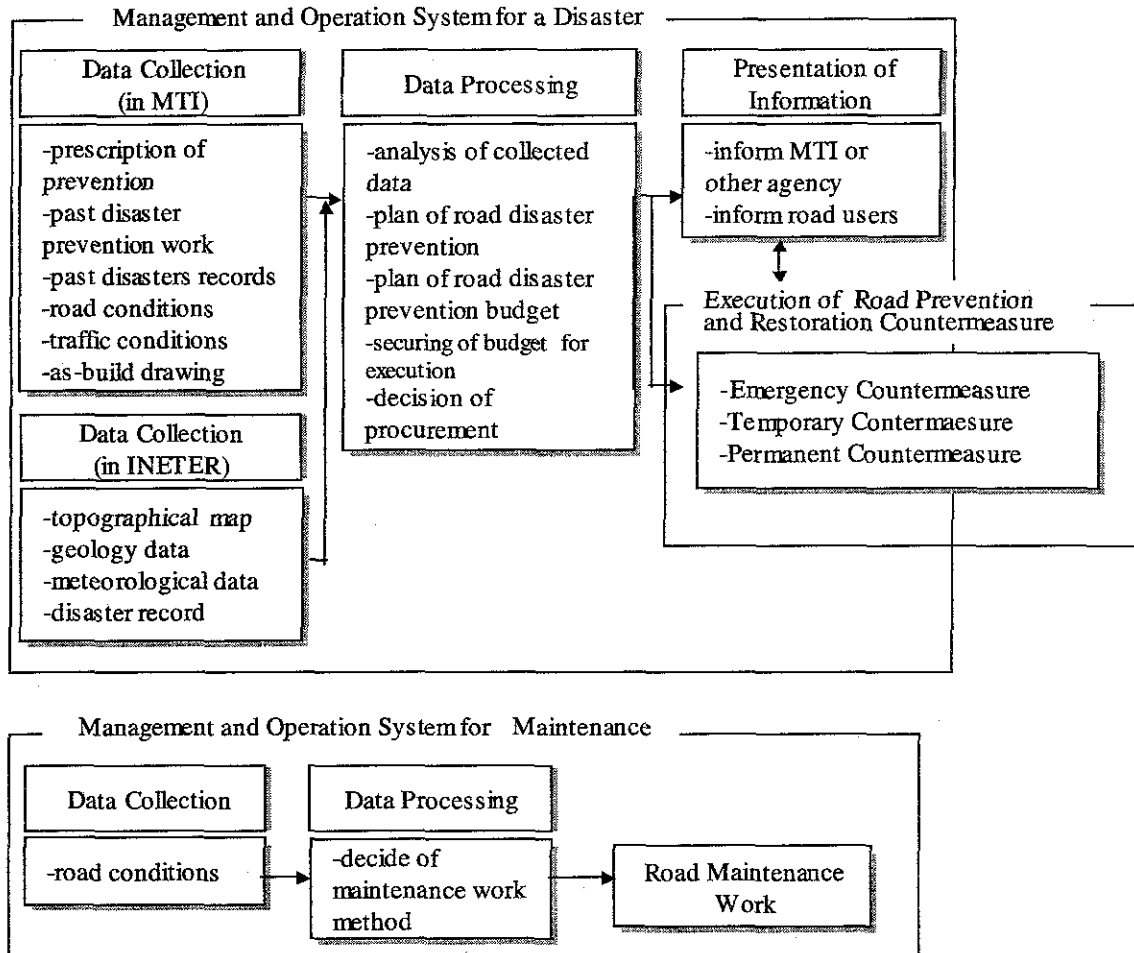 Management and Operation System for a Disaster
Data Collection
(in MTI)
-prescription of
prevention
-past disaster
prevention work
-past disasters records
-road conditions
-traffic conditions
-as-build drawing
Data Collection
(in INETER)
-topographical map
-geology data
-meteorological data
-disaster record
Data Processing
-analysis of collected
data
-plan of road disaster
prevention
-plan of road disaster
prevention budget
-securing of budget for
execution
-decision of
procurement
Presentation of
Information
-inform MTI or
other agency
-inform road users
Execution of Road Prevention
and Restoration Countermeasure
-Emergency Countermeasure
-Temporary Contermaesure
-Permanent Countermeasure
Management and Operation System for Maintenance
Data Collection
-road conditions
Data Processing
-decide of
maintenance work
method
Road Maintenance
Work